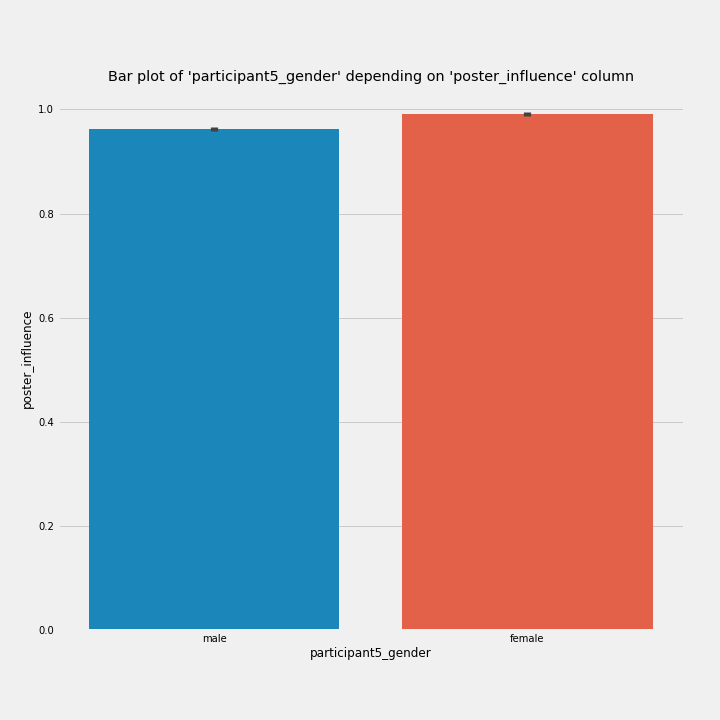 Bar plot of 'participant5_gender' depending on 'poster_influence' column
1.0
0.8
0.6
0.4
0.2
0.0
poster_influence
male
female
participant5_gender